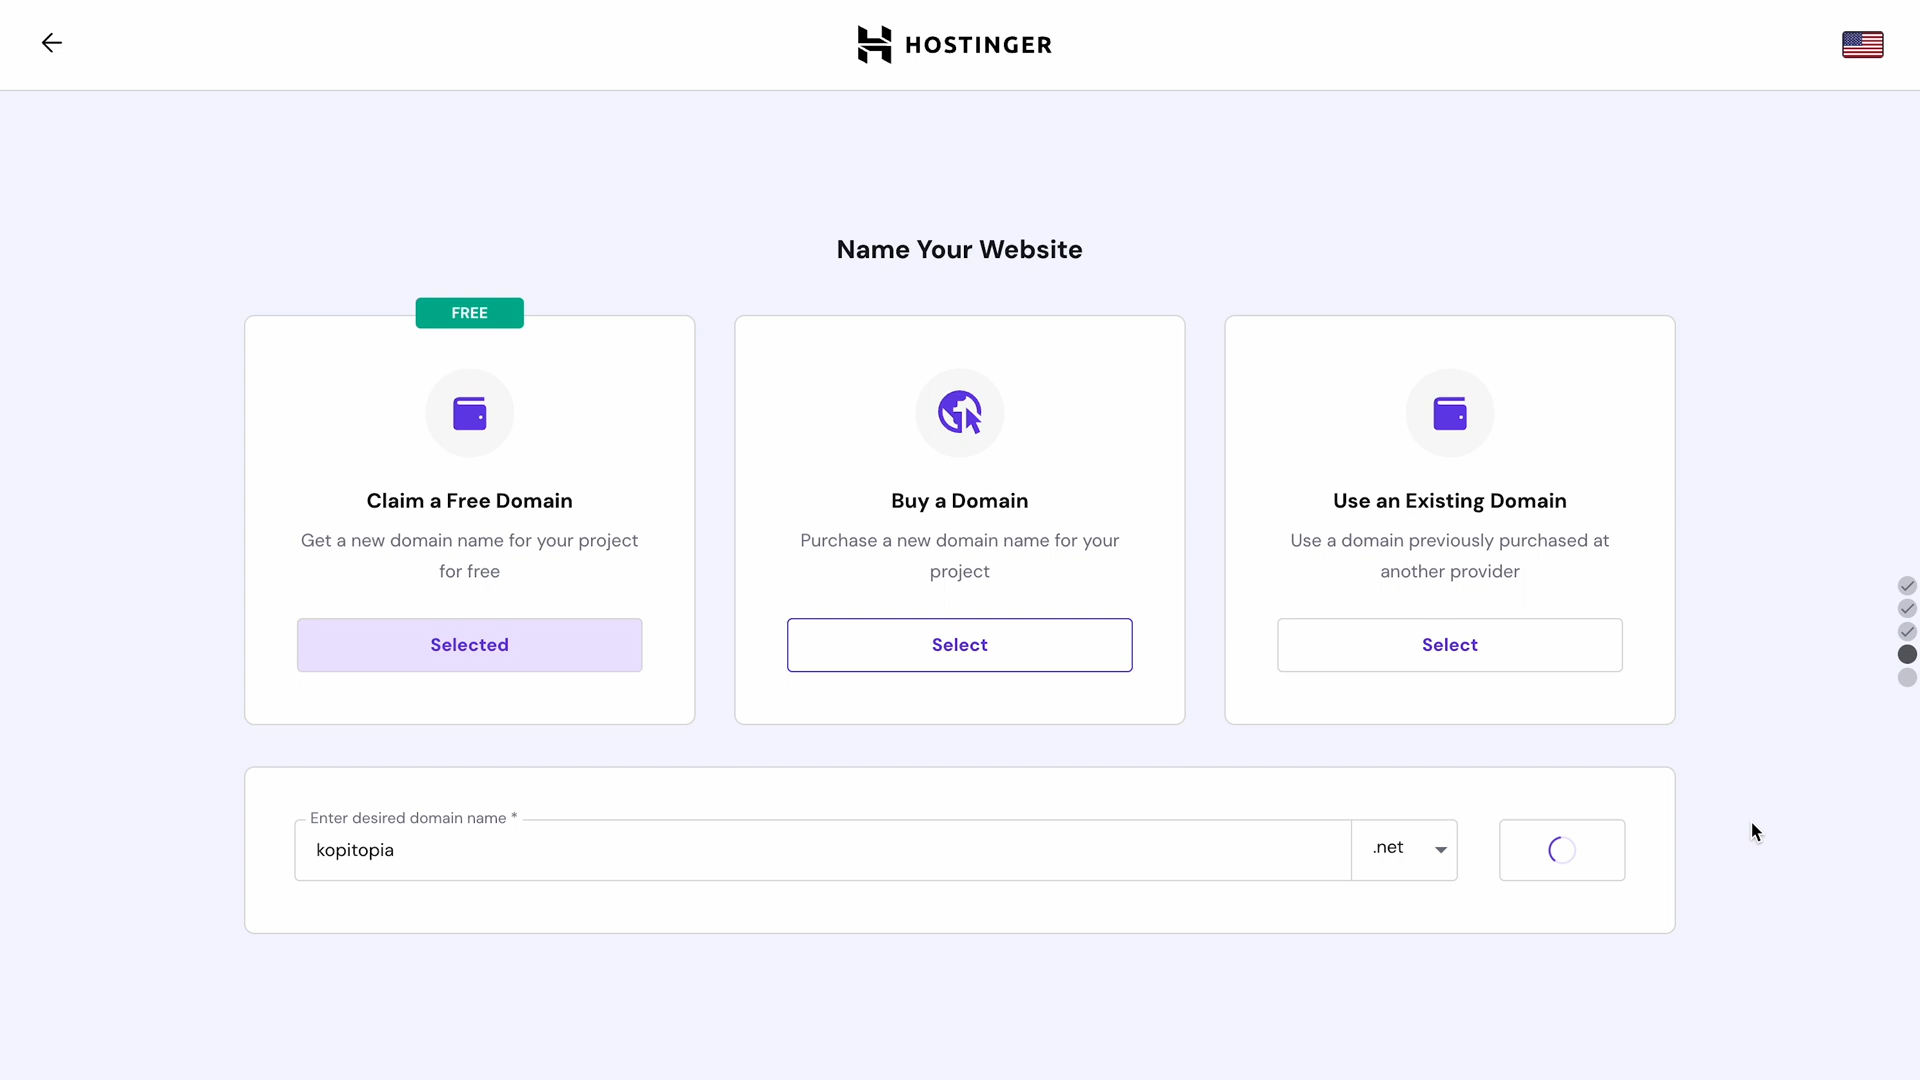 HOSTINGER
Name Your Website
FREE
Claim a Free Domain
Get a new domain name for your project
for free
Selected
Buy a Domain
Purchase a new domain name for your
project
Select
Use an Existing Domain
Use a domain previously purchased at
another provider
Select
Enter desired domain name *
kopitopia
.net